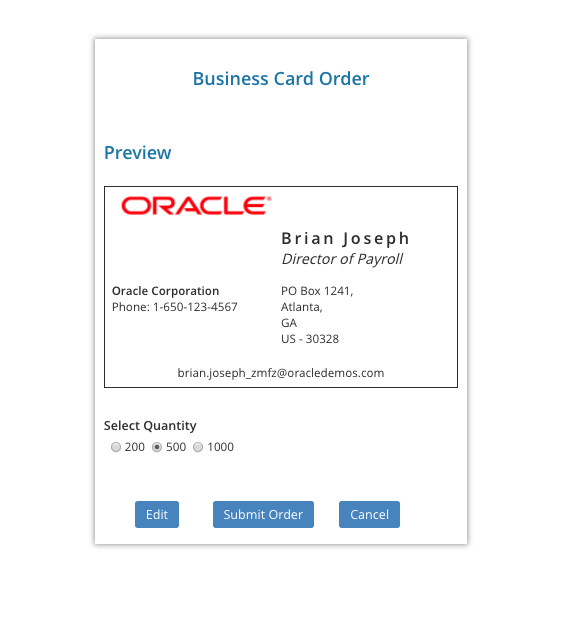 Business Card Order
Preview
ORACLE®
Brian Joseph
Director of Payroll
Oracle Corporation
Phone: 1-650-123-4567
PO Box 1241,
Atlanta,
GA
US - 30328
brian.joseph_zmfz@oracledemos.com
Select Quantity
200 500 1000
Edit Submit Order Cancel